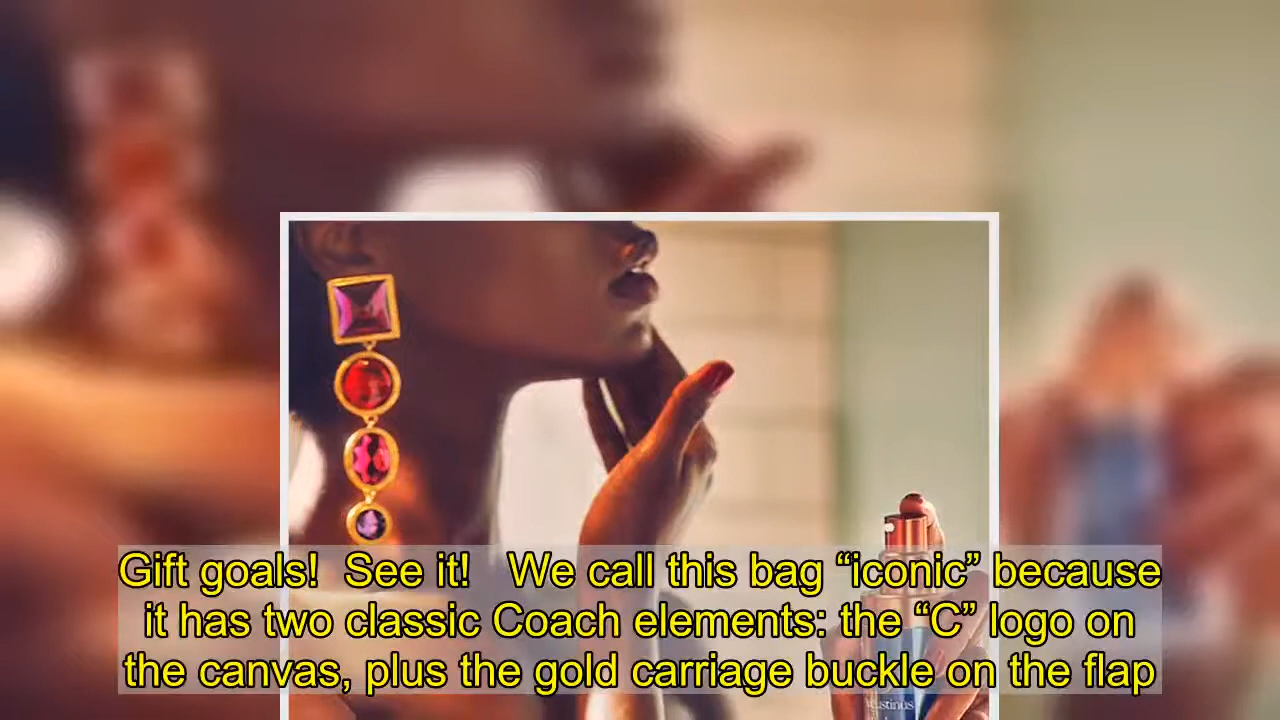 Gift goals!  See it!   We call this bag “iconic” because
it has two classic Coach elements: the “C” logo on
the canvas, plus the gold carriage buckle on the flap